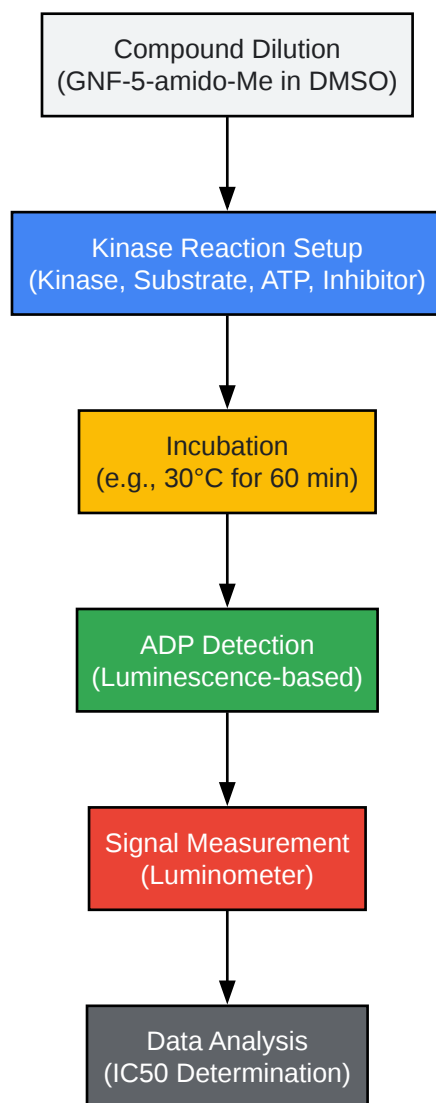 Compound Dilution
(GNF-5-amido-Me in DMSO)
Kinase Reaction Setup
(Kinase, Substrate, ATP, Inhibitor)
Incubation
(e.g., 30°C for 60 min)
ADP Detection
(Luminescence-based)
Signal Measurement
(Luminometer)
Data Analysis
(IC50 Determination)